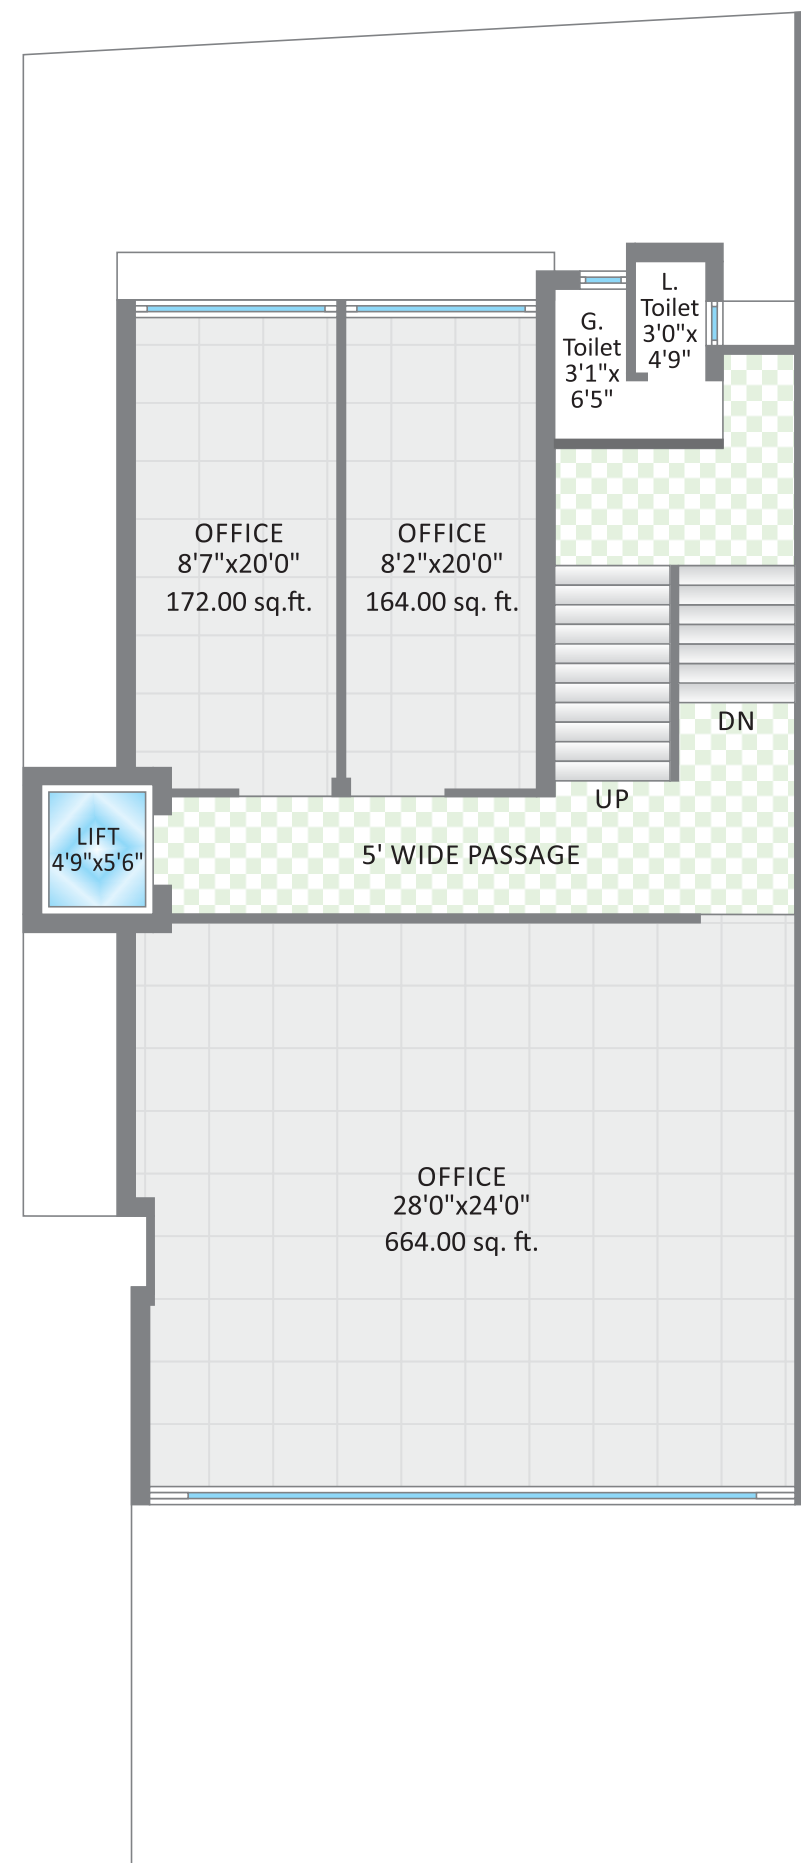 L.
Toilet
3'0"x
4'9"
G.
Toilet
3'1"x
6'5"
OFFICE
8'7"x20'0"
172.00 sq.ft.
OFFICE
8'2"x20'0"
164.00 sq. ft.
DN
UP
LIFT
4'9"x5'6"
5' WIDE PASSAGE
OFFICE
28'0"x24'0"
664.00 sq. ft.